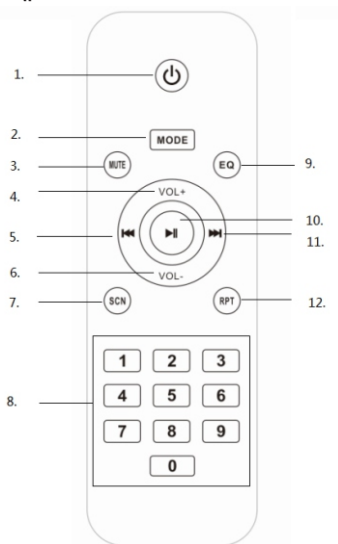 1.
2.
MODE
3.
MUTE
EQ
9.
4.
VOL+
10.
5.
11.
6.
VOL-
7.
SCN
RPT
12.
1 2 3
8.
4 5 6
7 8 9
0